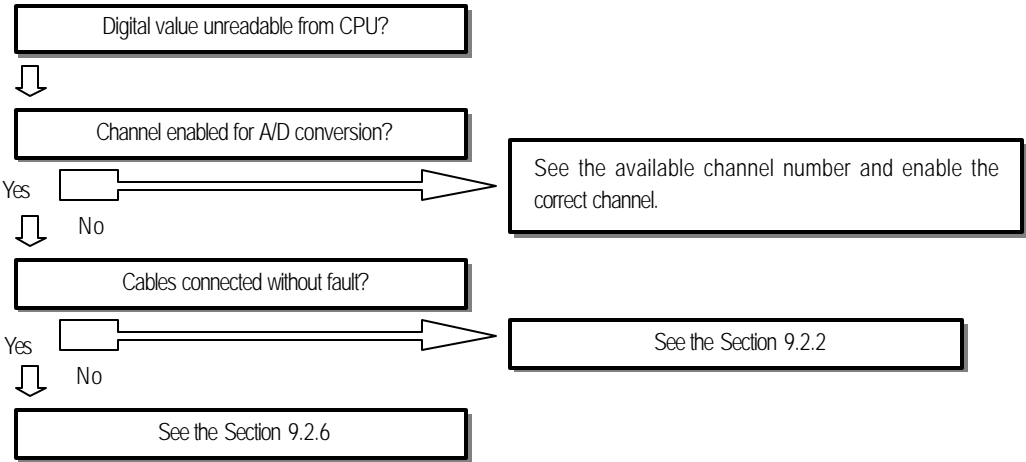 Digital value unreadable from CPU?
Channel enabled for A/D conversion?
See the available channel number and enable the
correct channel.
Yes
No
Cables connected without fault?
See the Section 9.2.2
Yes
No
See the Section 9.2.6